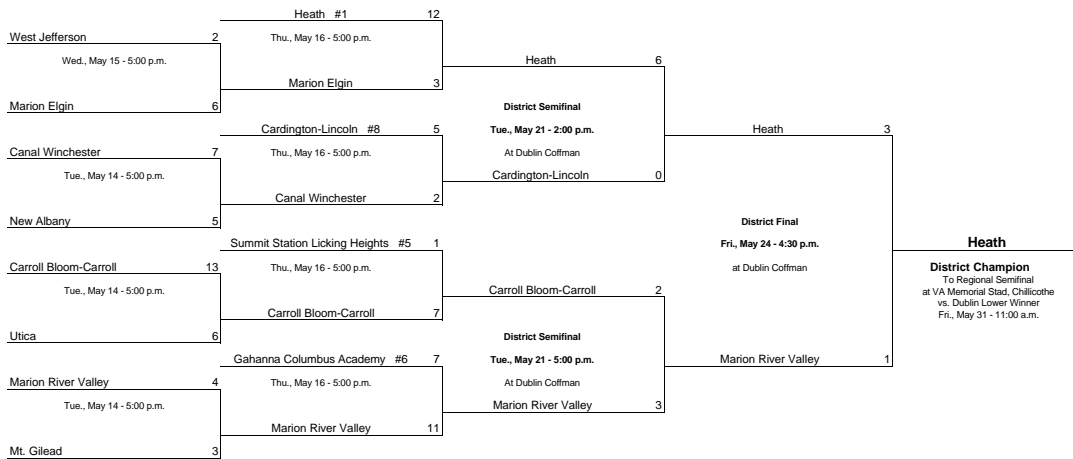 Heath #1 12
West Jefferson 2
Thu., May 16 - 5:00 p.m.
Wed., May 15 - 5:00 p.m.
Heath 6
Marion Elgin 3
Marion Elgin 6
District Semifinal
Tue., May 21 - 2:00 p.m.
Cardington-Lincoln #8 5
Heath 3
Canal Winchester 7
Thu., May 16 - 5:00 p.m.
At Dublin Coffman
Tue., May 14 - 5:00 p.m.
Cardington-Lincoln 0
Canal Winchester 2
New Albany 5
District Final
Summit Station Licking Heights #5 1
Fri., May 24 - 4:30 p.m.
Heath
Carroll Bloom-Carroll 13
Thu., May 16 - 5:00 p.m.
at Dublin Coffman
District Champion
To Regional Semifinal
at VA Memorial Stad, Chillicothe
vs. Dublin Lower Winner
Fri., May 31 - 11:00 a.m.
Tue., May 14 - 5:00 p.m.
Carroll Bloom-Carroll 2
Carroll Bloom-Carroll 7
Utica 6
District Semifinal
Gahanna Columbus Academy #6 7
Tue., May 21 - 5:00 p.m.
Marion River Valley 1
Marion River Valley 4
Thu., May 16 - 5:00 p.m.
At Dublin Coffman
Tue., May 14 - 5:00 p.m.
Marion River Valley 3
Marion River Valley 11
Mt. Gilead 3